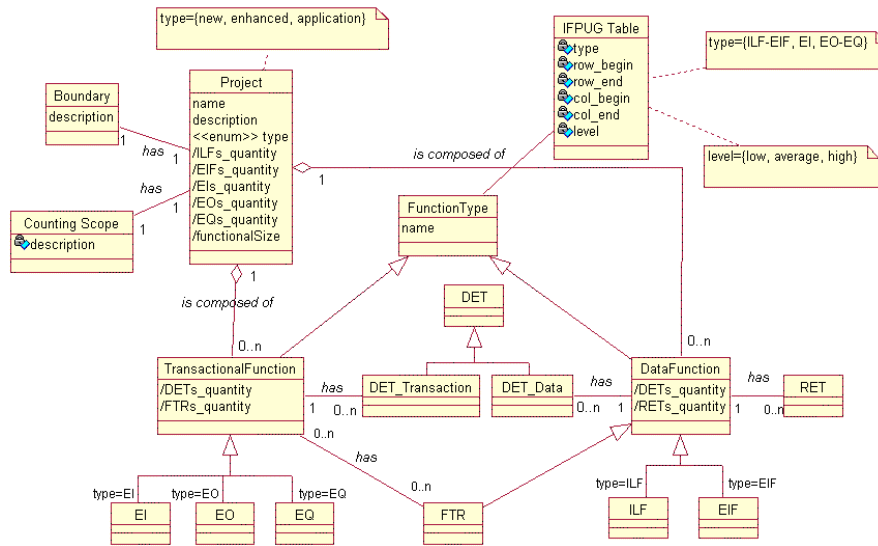 type={new, enhanced, application}
IFPUG Table
type
row_begin
row_end
col_begin
col_end
level
type={ILF-EIF, EI, EO-EQ}
level={low, average, high}
Boundary
description
1
has
1
Project
name
description
<<enum>> type
/ILFs_quantity
/EIFs_quantity
/EIs_quantity
/EOs_quantity
/EQs_quantity
/functionalSize
is composed of
1
has
1
1
Counting Scope
description
FunctionType
name
1
is composed of
0..n
DET
0..n
TransactionalFunction
/DETs_quantity
/FTRs_quantity
has
1
0..n
DET_Transaction
DET_Data
has
0..n
1
DataFunction
/DETs_quantity
/RETs_quantity
has
1
0..n
RET
0..n
has
0..n
type=EI
type=EO
type=EQ
EI
EO
EQ
FTR
type=ILF
type=EIF
ILF
EIF